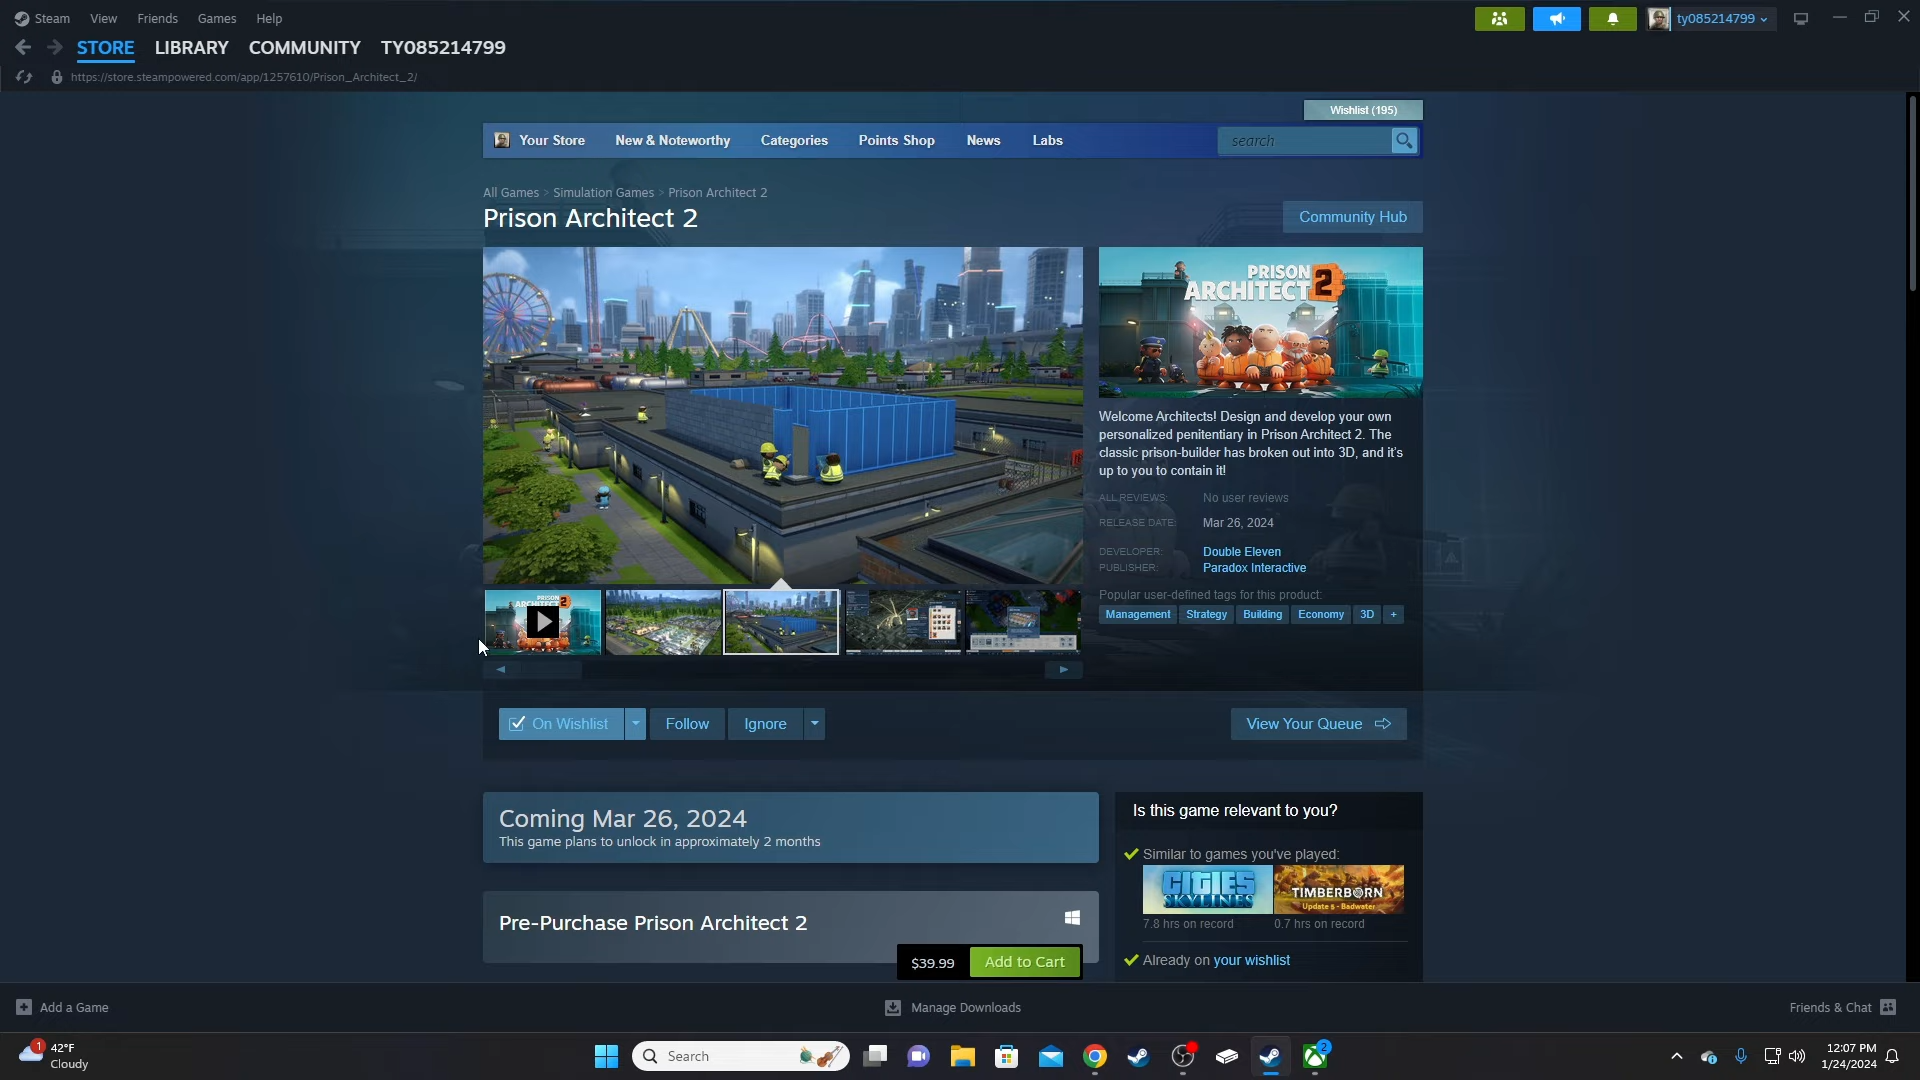 Steam View Friends Games Help
ty085214799
STORE LIBRARY COMMUNITY TY085214799
https://store.steampowered.com/app/1257610/Prison_Architect_2/
Wishlist (195)
Your Store New & Noteworthy Categories Points Shop News Labs
search
All Games > Simulation Games > Prison Architect 2
Prison Architect 2
Community Hub
PRISON
ARCHITECT 2
Welcome Architects! Design and develop your own
personalized penitentiary in Prison Architect 2. The
classic prison-builder has broken out into 3D, and it's
up to you to contain it!
ALL REVIEWS: No user reviews
RELEASE DATE: Mar 26, 2024
DEVELOPER: Double Eleven
PUBLISHER: Paradox Interactive
Popular user-defined tags for this product:
Management Strategy Building Economy 3D +
PRISON
ARCHITECT 2
On Wishlist Follow Ignore
View Your Queue
Coming Mar 26, 2024
This game plans to unlock in approximately 2 months
Pre-Purchase Prison Architect 2
$39.99 Add to Cart
Is this game relevant to you?
Similar to games you've played:
CITIES
SKYLINES
TIMBERBORN
Update 5 - Badwater
7.8 hrs on record 0.7 hrs on record
Already on your wishlist
Add a Game
Manage Downloads
Friends & Chat
1
42°F
Cloudy
Search
2
12:07 PM
1/24/2024